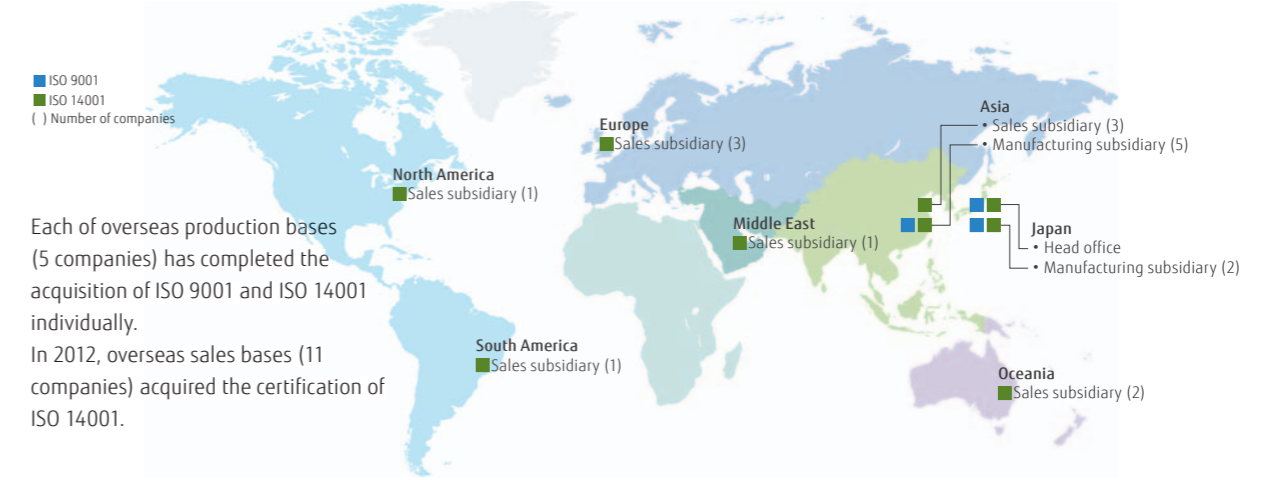 ISO 9001
ISO 14001
( ) Number of companies
Each of overseas production bases
(5 companies) has completed the
acquisition of ISO 9001 and ISO 14001
individually.
In 2012, overseas sales bases (11
companies) acquired the certification of
ISO 14001.
North America
Sales subsidiary (1)
South America
Sales subsidiary (1)
Europe
Sales subsidiary (3)
Middle East
Sales subsidiary (1)
Asia
• Sales subsidiary (3)
• Manufacturing subsidiary (5)
Japan
• Head office
• Manufacturing subsidiary (2)
Oceania
Sales subsidiary (2)